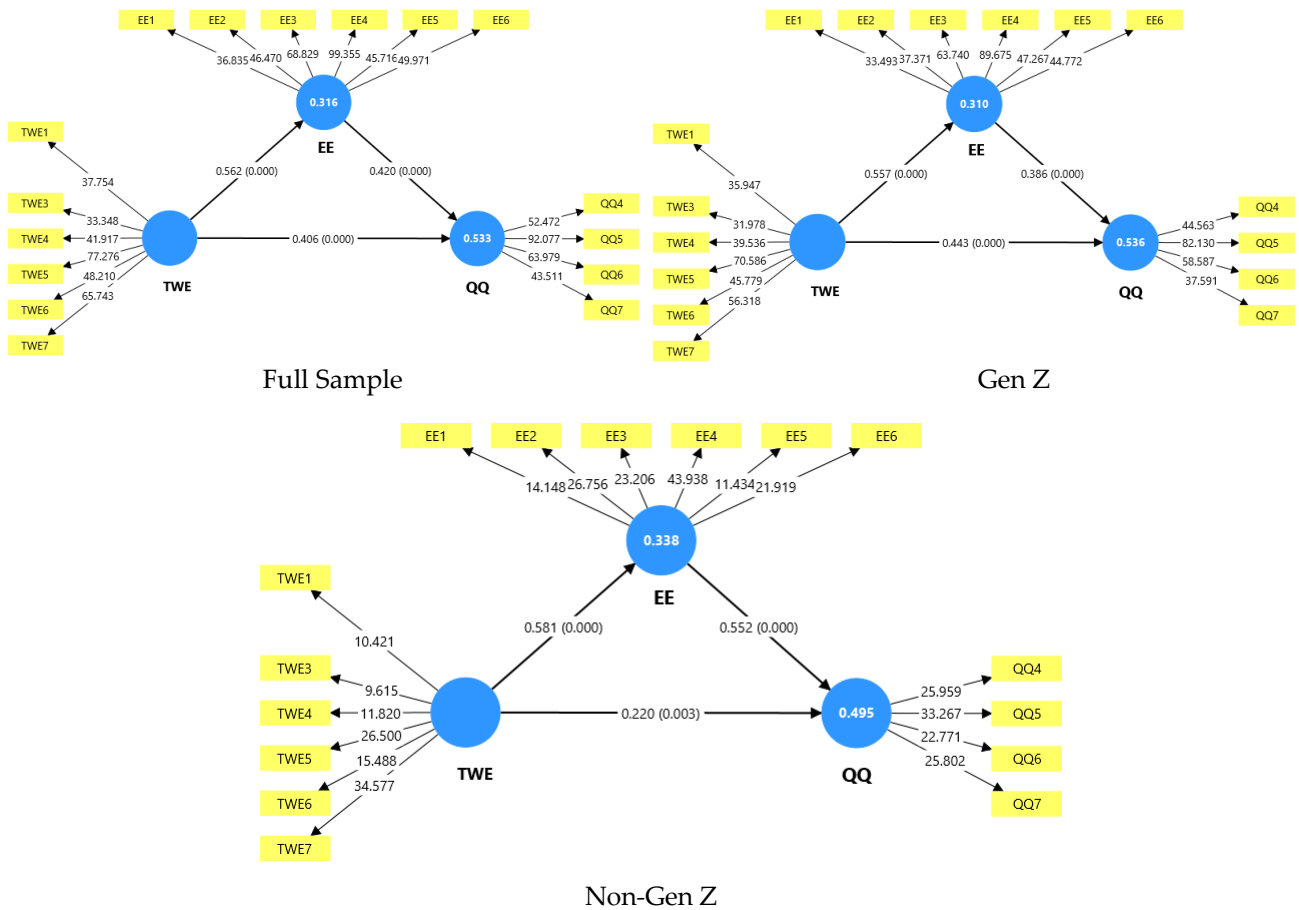 EE1 EE2 EE3 EE4 EE5 EE6
36.835 46.470 68.829 99.355 45.716 49.971
0.316
EE
TWE1
37.754
0.562 (0.000)
0.420 (0.000)
TWE3
33.348
TWE4
41.917
TWE5
77.276
TWE6
48.210
TWE7
65.743
TWE
0.406 (0.000)
0.533
QQ
52.472
QQ4
92.077
QQ5
63.979
QQ6
43.511
QQ7
Full Sample
EE1 EE2 EE3 EE4 EE5 EE6
33.493 37.371 63.740 89.675 47.267 44.772
0.310
EE
TWE1
35.947
0.557 (0.000)
0.386 (0.000)
TWE3
31.978
TWE4
39.536
TWE5
70.586
TWE6
45.779
TWE7
56.318
TWE
0.443 (0.000)
0.536
QQ
44.563
QQ4
82.130
QQ5
58.587
QQ6
37.591
QQ7
Gen Z
EE1 EE2 EE3 EE4 EE5 EE6
14.148 26.756 23.206 43.938 11.434 21.919
0.338
EE
TWE1
10.421
0.581 (0.000)
0.552 (0.000)
TWE3
9.615
TWE4
11.820
TWE5
26.500
TWE6
15.488
TWE7
34.577
TWE
0.220 (0.003)
0.495
QQ
25.959
QQ4
33.267
QQ5
22.771
QQ6
25.802
QQ7
Non-Gen Z